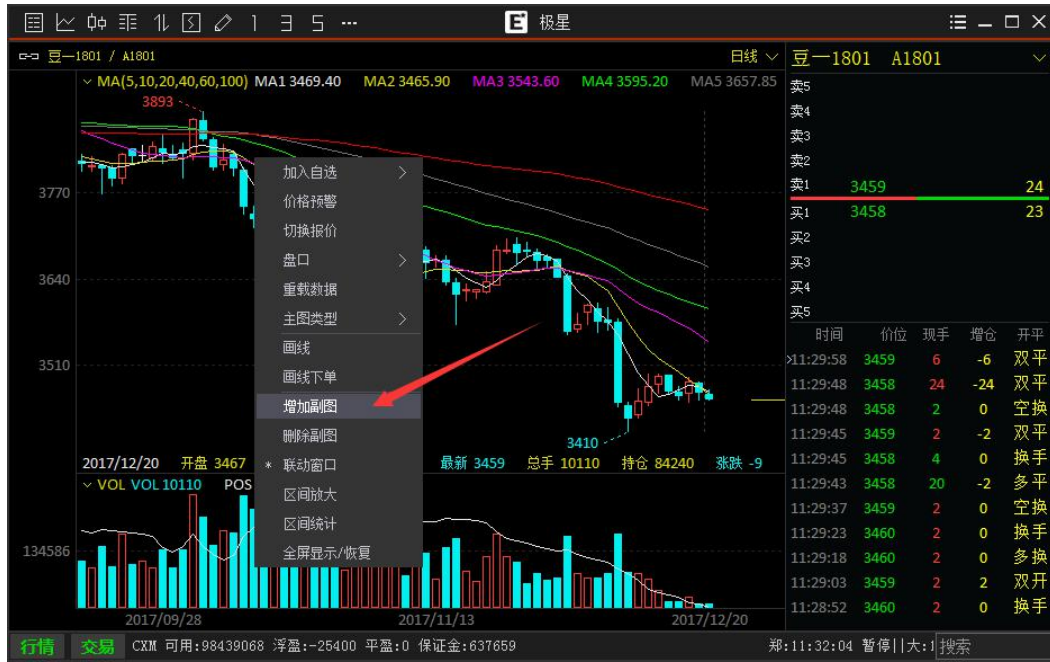 极星
豆一1801 / A1801
日线
豆一1801 A1801
MA(5,10,20,40,60,100) MA1 3469.40 MA2 3465.90 MA3 3543.60 MA4 3595.20 MA5 3657.85
3893
3770
3640
3510
3410
加入自选
价格预警
切换报价
盘口
重载数据
主图类型
画线
画线下单
增加副图
删除副图
* 联动窗口
区间放大
区间统计
全屏显示/恢复
2017/12/20 开盘 3467 最新 3459 总手 10110 持仓 84240 涨跌 -9
VOL VOL 10110 POS
134586
2017/09/28 2017/11/13 2017/12/20
卖5
卖4
卖3
卖2
卖1 3459 24
买1 3458 23
买2
买3
买4
买5
时间 价位 现手 增仓 开平
11:29:58 3459 6 -6 双平
11:29:48 3458 24 -24 双平
11:29:48 3458 2 0 空换
11:29:45 3459 2 -2 双平
11:29:45 3458 4 0 换手
11:29:43 3458 20 -2 多平
11:29:37 3459 2 0 空换
11:29:23 3460 2 0 换手
11:29:18 3460 2 0 多换
11:29:03 3459 2 2 双开
11:28:52 3460 2 0 换手
行情 交易 CXM 可用:98439068 浮盈:-25400 平盈:0 保证金:637659 郑:11:32:04 暂停||大:1 搜索